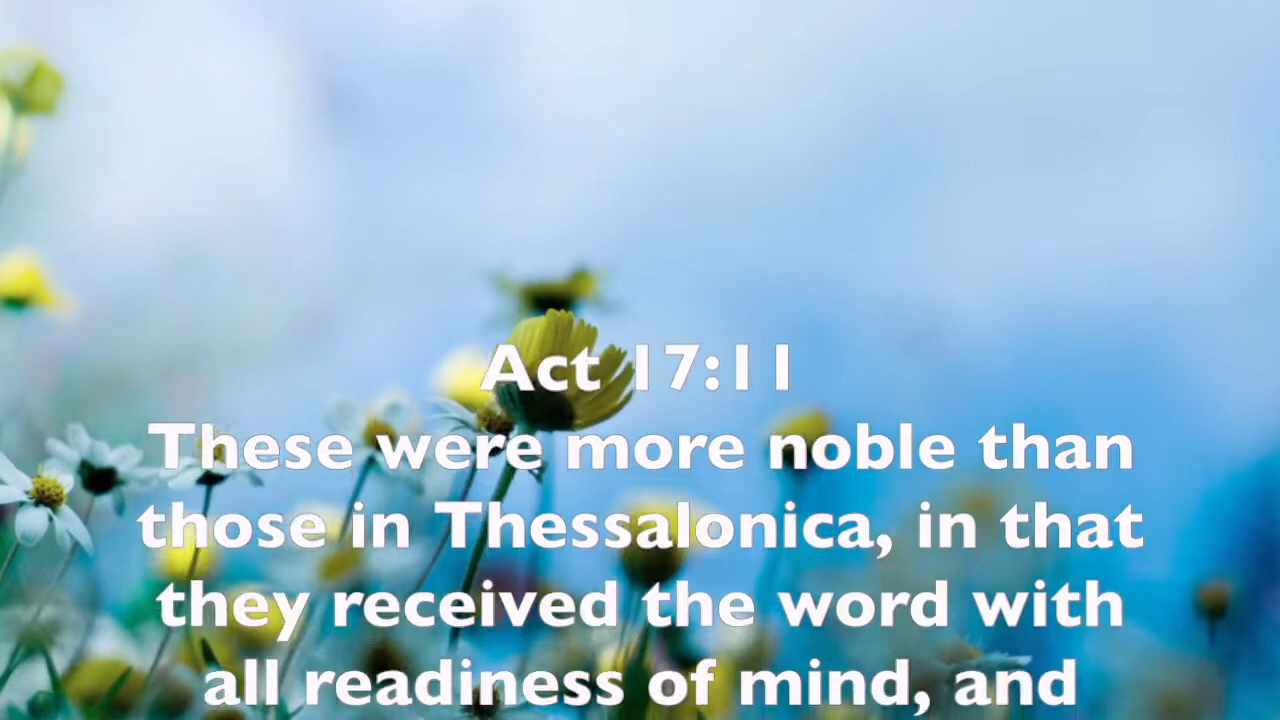 Act 17:11
These were more noble than
those in Thessalonica, in that
they received the word with
all readiness of mind, and